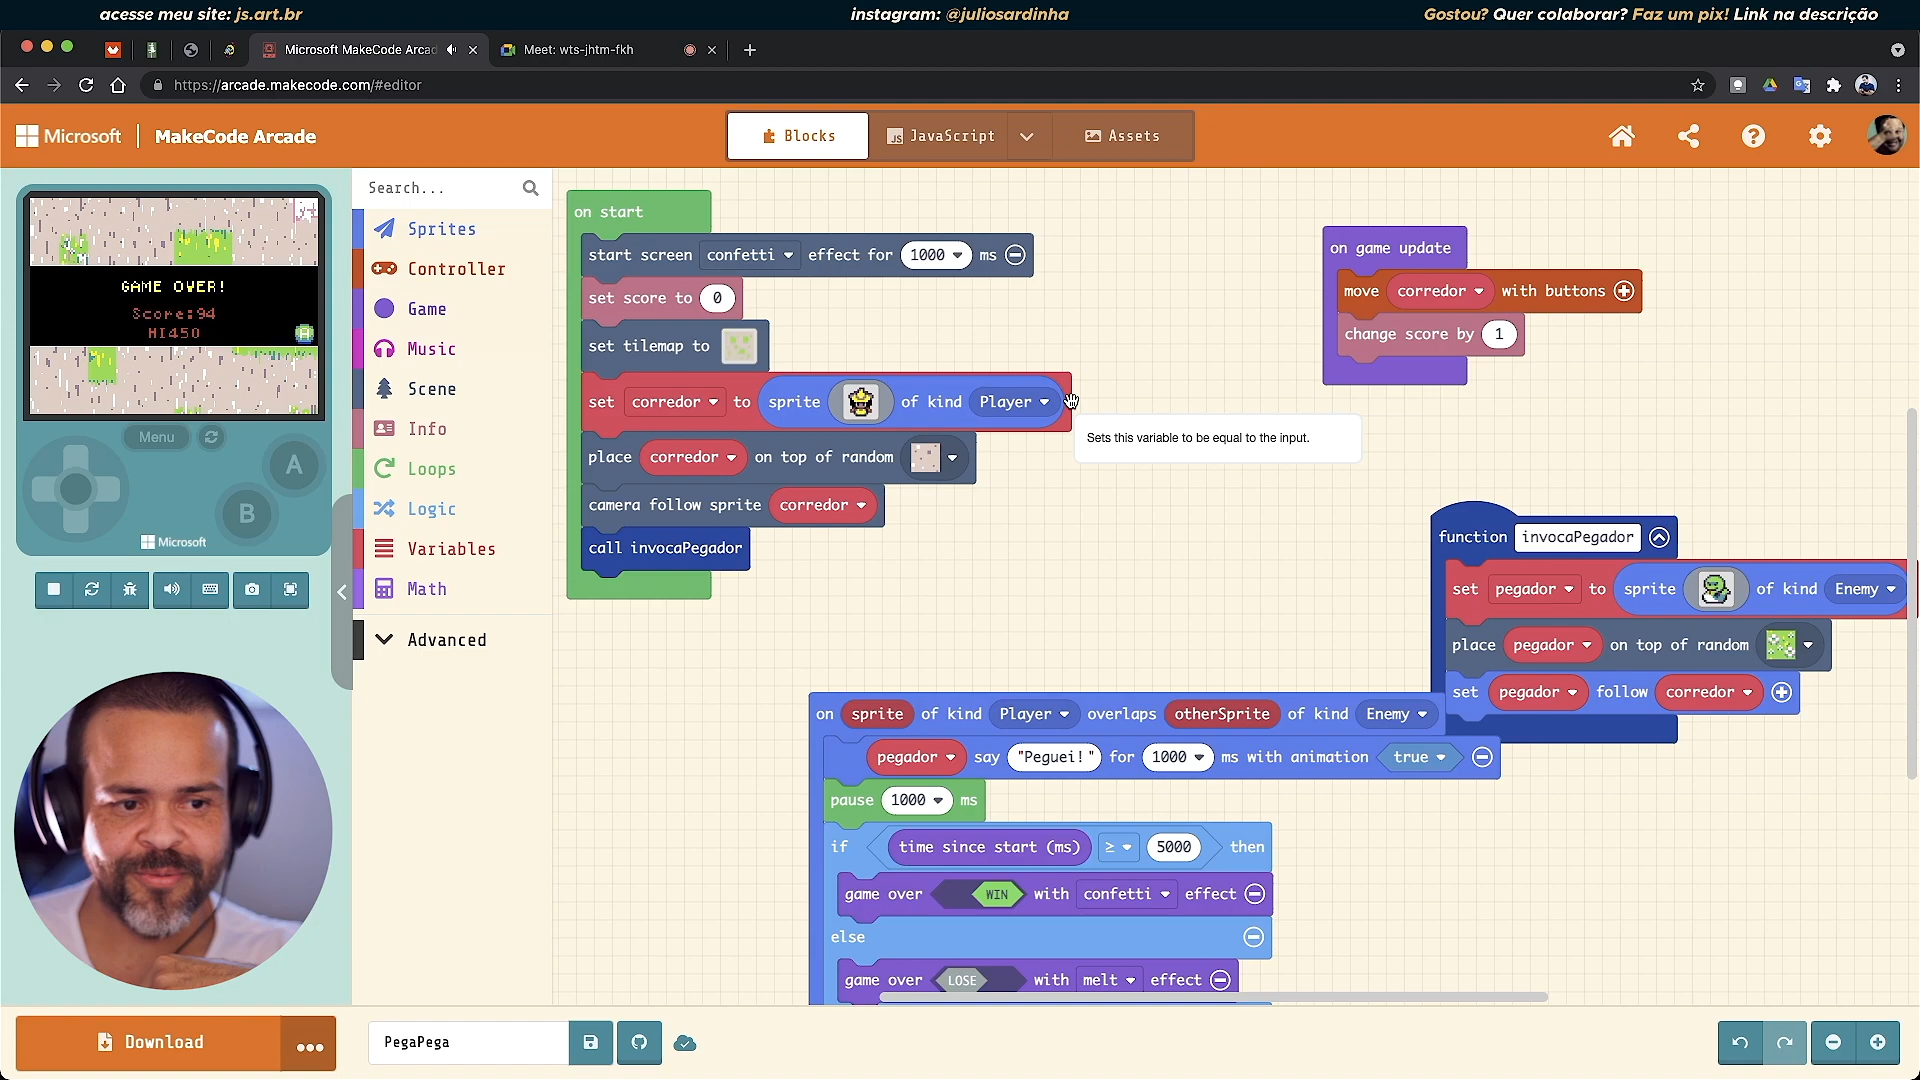 acesse meu site: js.art.br
instagram: @juliosardinha
Gostou? Quer colaborar? Faz um pix! Link na descrição
Microsoft MakeCode Arcad
Meet: wts-jhtm-fkh
https://arcade.makecode.com/#editor
Microsoft
MakeCode Arcade
Blocks
JavaScript
Assets
GAME OVER!
Score:94
HI450
Menu
A
B
Microsoft
Search...
Sprites
Controller
Game
Music
Scene
Info
Loops
Logic
Variables
Math
Advanced
on start
start screen confetti effect for 1000 ms
set score to 0
set tilemap to
set corredor to sprite of kind Player
place corredor on top of random
camera follow sprite corredor
call invocaPegador
Sets this variable to be equal to the input.
on game update
move corredor with buttons
change score by 1
function invocaPegador
set pegador to sprite of kind Enemy
place pegador on top of random
set pegador follow corredor
on sprite of kind Player overlaps otherSprite of kind Enemy
pegador say "Peguei!" for 1000 ms with animation true
pause 1000 ms
if time since start (ms) ≥ 5000 then
game over WIN with confetti effect
else
game over LOSE with melt effect
Download
PegaPega